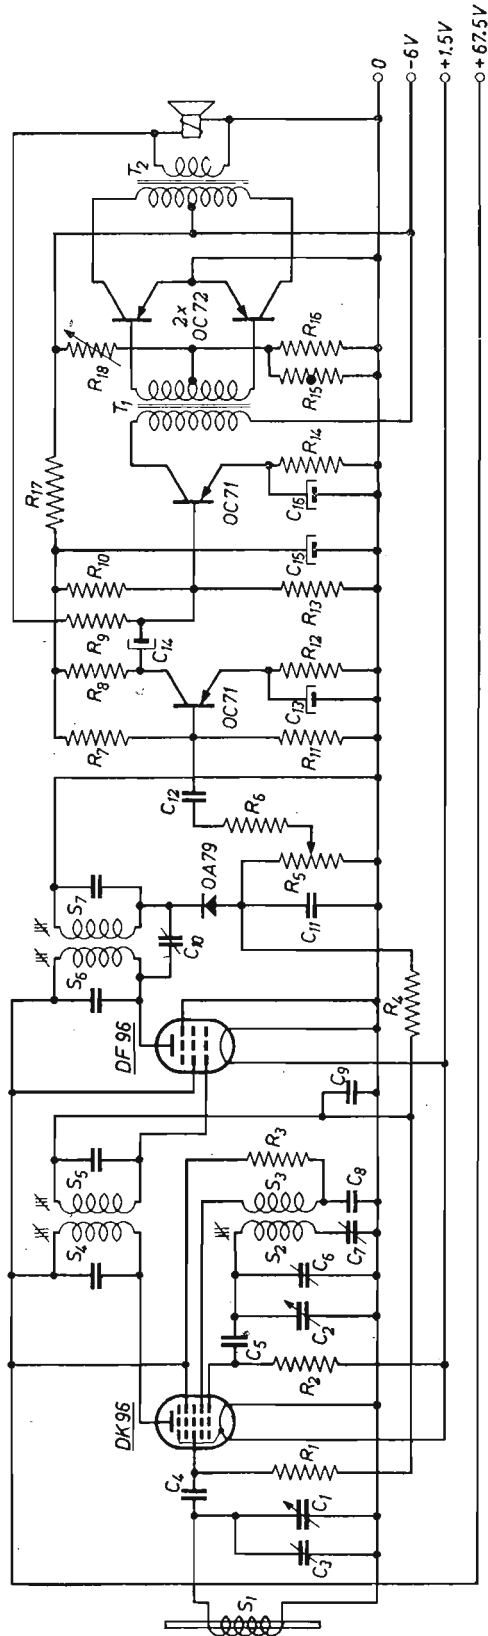 S1
C3
C1
C4
R1
DK96
R2
C5
C2
C6
C7
S2
S3
C8
R3
S4
S5
C9
R4
DF96
S6
S7
C10
OA79
C11
R5
R6
C12
R7
R11
OC71
C13
R12
R8
C14
R9
R10
R13
C15
R17
OC71
C16
R14
T1
R18
R15
R16
2x
OC72
T2
0
-6V
+1.5V
+67.5V